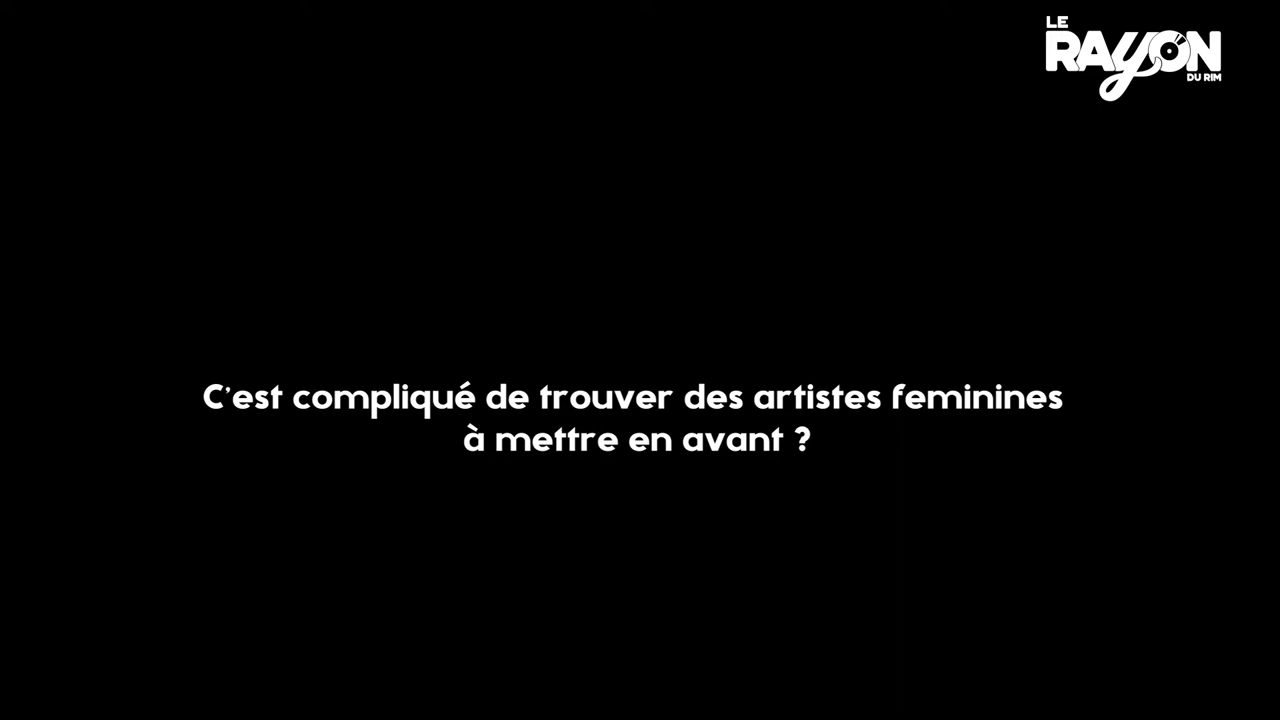 LE
RAYON
DU RIM
C'est compliqué de trouver des artistes feminines
à mettre en avant ?